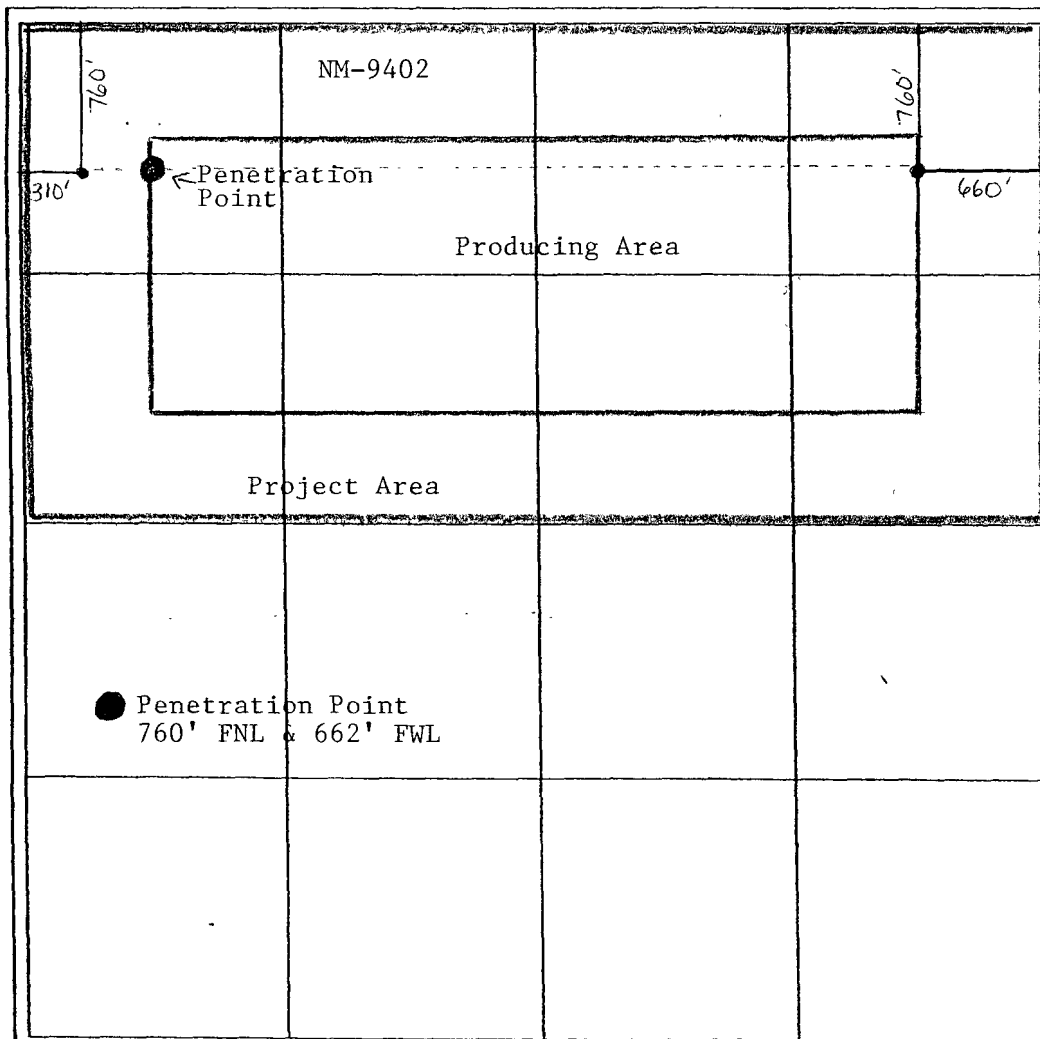 NM-9402
760'
760'
310'
Penetration
Point
660'
Producing Area
Project Area
Penetration Point
760' FNL & 662' FWL